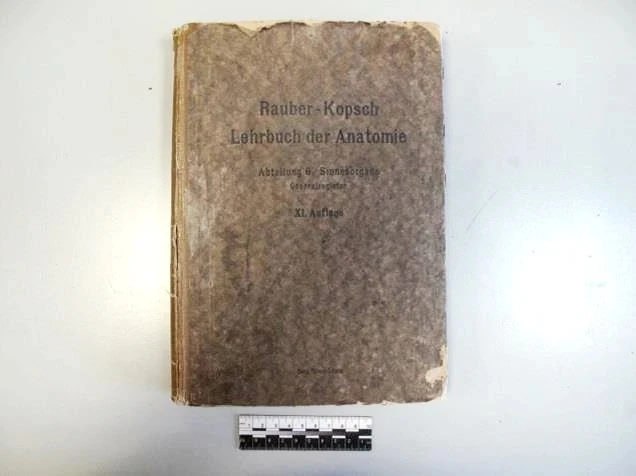 Rauber-Kopsch
Lehrbuch der Anatomie
Abteilung 6: Sinnesorgane
Generalregister
XI. Auflage